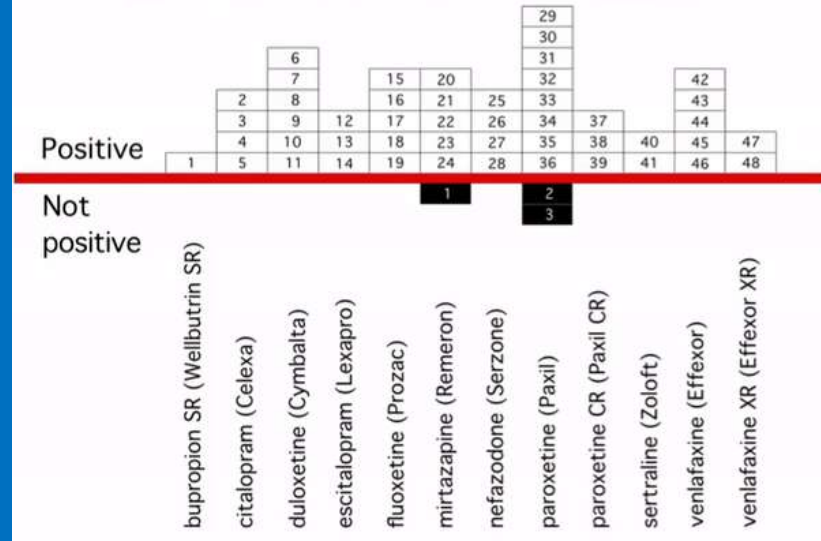 29
30
6 31
7 15 20 32 42
2 8 16 21 25 33 43
3 9 12 17 22 26 34 37 44
Positive 4 10 13 18 23 27 35 38 40 45 47
1 5 11 14 19 24 28 36 39 41 46 48
Not 1 2
positive 3
bupropion SR (Wellbutrin SR)
citalopram (Celexa)
duloxetine (Cymbalta)
escitalopram (Lexapro)
fluoxetine (Prozac)
mirtazapine (Remeron)
nefazodone (Serzone)
paroxetine (Paxil)
paroxetine CR (Paxil CR)
sertraline (Zoloft)
venlafaxine (Effexor)
venlafaxine XR (Effexor XR)